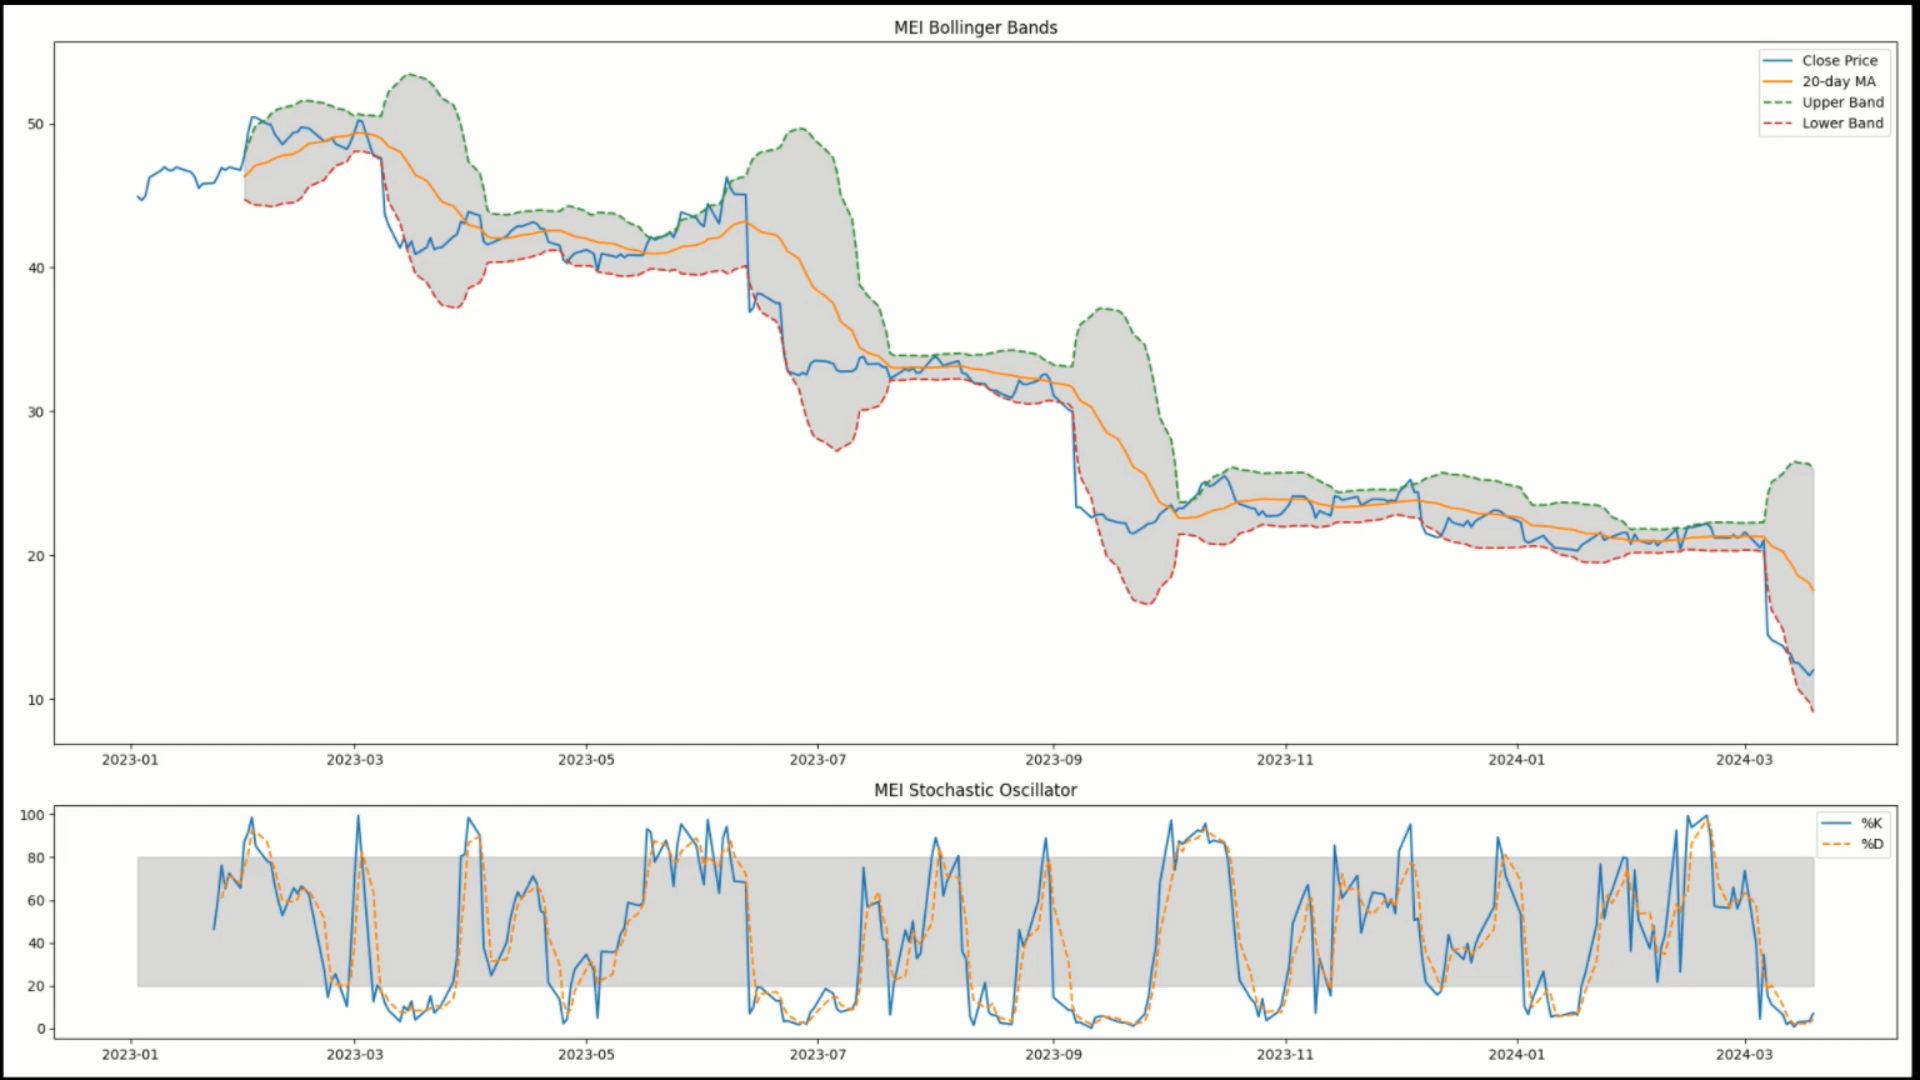 MEI Bollinger Bands
Close Price
20-day MA
Upper Band
Lower Band
50
40
30
20
10
2023-01 2023-03 2023-05 2023-07 2023-09 2023-11 2024-01 2024-03
MEI Stochastic Oscillator
%K
%D
100
80
60
40
20
0
2023-01 2023-03 2023-05 2023-07 2023-09 2023-11 2024-01 2024-03